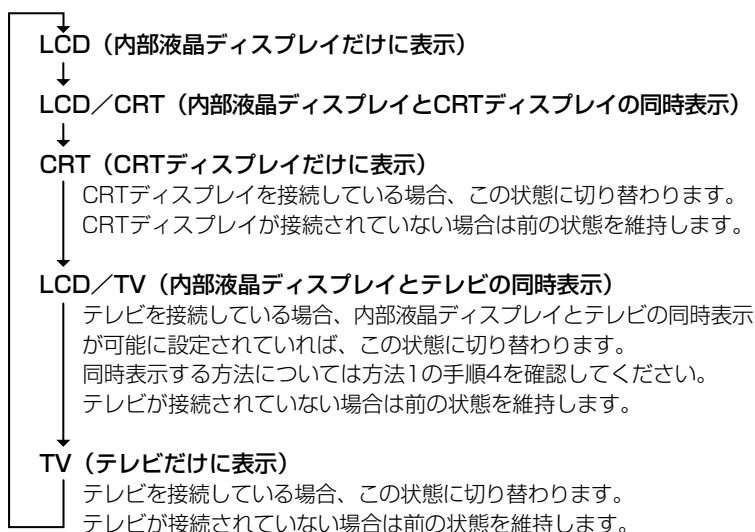 LCD（内部液晶ディスプレイだけに表示）
LCD／CRT（内部液晶ディスプレイとCRTディスプレイの同時表示）
CRT（CRTディスプレイだけに表示）
CRTディスプレイを接続している場合、この状態に切り替わります。
CRTディスプレイが接続されていない場合は前の状態を維持します。
LCD／TV（内部液晶ディスプレイとテレビの同時表示）
テレビを接続している場合、内部液晶ディスプレイとテレビの同時表示
が可能に設定されていれば、この状態に切り替わります。
同時表示する方法については方法1の手順4を確認してください。
テレビが接続されていない場合は前の状態を維持します。
TV（テレビだけに表示）
テレビを接続している場合、この状態に切り替わります。
テレビが接続されていない場合は前の状態を維持します。